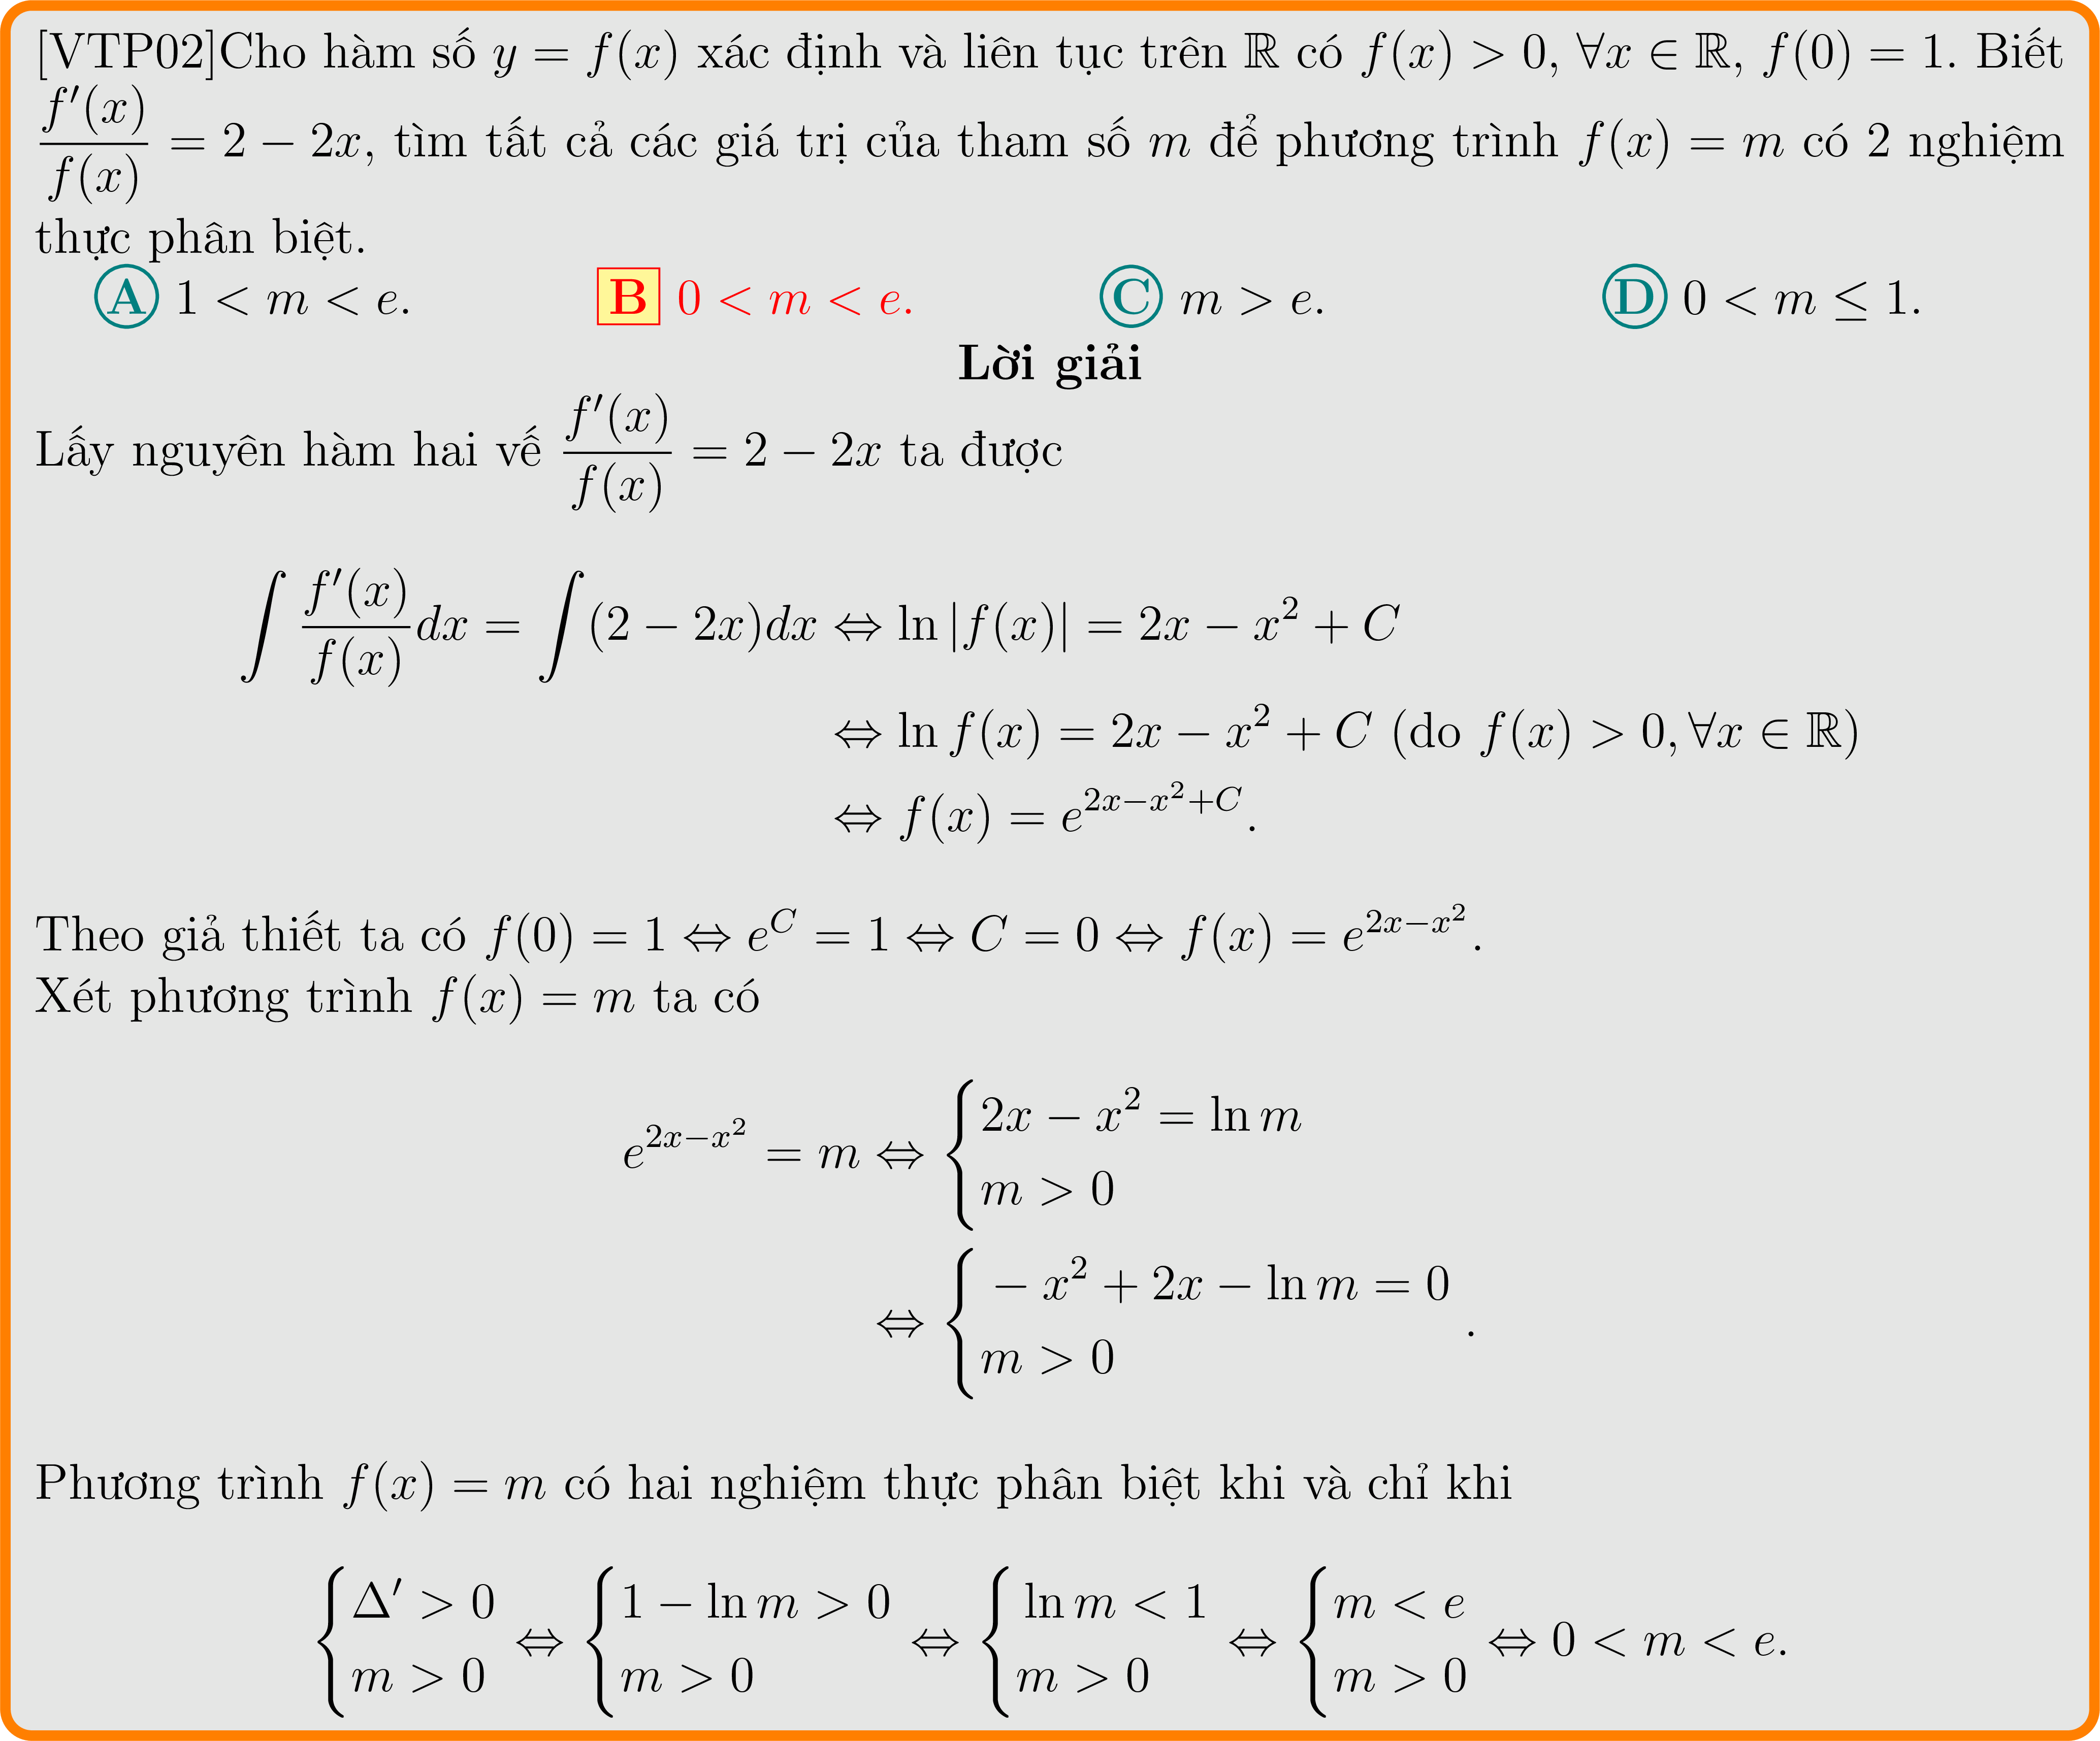 [VTP02]Cho hàm số $y = f(x)$ xác định và liên tục trên $\mathbb{R}$ có $f(x) > 0, \forall x \in \mathbb{R}, f(0) = 1$. Biết
$\dfrac{f'(x)}{f(x)} = 2 - 2x$, tìm tất cả các giá trị của tham số $m$ để phương trình $f(x) = m$ có 2 nghiệm
thực phân biệt.
A $1 < m < e.$ B $0 < m < e.$ C $m > e.$ D $0 < m \leq 1.$
Lời giải
Lấy nguyên hàm hai vế $\dfrac{f'(x)}{f(x)} = 2 - 2x$ ta được
$\displaystyle\int \dfrac{f'(x)}{f(x)}dx = \int (2 - 2x)dx \Leftrightarrow \ln|f(x)| = 2x - x^2 + C$
$\Leftrightarrow \ln f(x) = 2x - x^2 + C$ (do $f(x) > 0, \forall x \in \mathbb{R}$)
$\Leftrightarrow f(x) = e^{2x-x^2+C}.$
Theo giả thiết ta có $f(0) = 1 \Leftrightarrow e^C = 1 \Leftrightarrow C = 0 \Leftrightarrow f(x) = e^{2x-x^2}.$
Xét phương trình $f(x) = m$ ta có
$e^{2x-x^2} = m \Leftrightarrow \begin{cases} 2x - x^2 = \ln m \\ m > 0 \end{cases}$
$\Leftrightarrow \begin{cases} -x^2 + 2x - \ln m = 0 \\ m > 0 \end{cases}.$
Phương trình $f(x) = m$ có hai nghiệm thực phân biệt khi và chỉ khi
$\begin{cases} \Delta' > 0 \\ m > 0 \end{cases} \Leftrightarrow \begin{cases} 1 - \ln m > 0 \\ m > 0 \end{cases} \Leftrightarrow \begin{cases} \ln m < 1 \\ m > 0 \end{cases} \Leftrightarrow \begin{cases} m < e \\ m > 0 \end{cases} \Leftrightarrow 0 < m < e.$